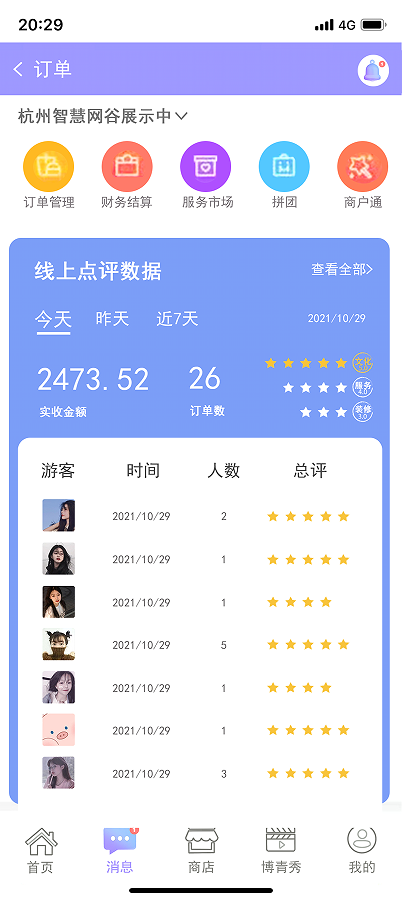 20:29
4G
订单
杭州智慧网谷展示中
订单管理 财务结算 服务市场 拼团 商户通
线上点评数据 查看全部
今天 昨天 近7天 2021/10/29
2473.52 26
实收金额 订单数
文化
服务
4.0
装修
3.0
游客 时间 人数 总评
2021/10/29 2
2021/10/29 1
2021/10/29 1
2021/10/29 5
2021/10/29 1
2021/10/29 1
2021/10/29 3
首页 消息 商店 博青秀 我的